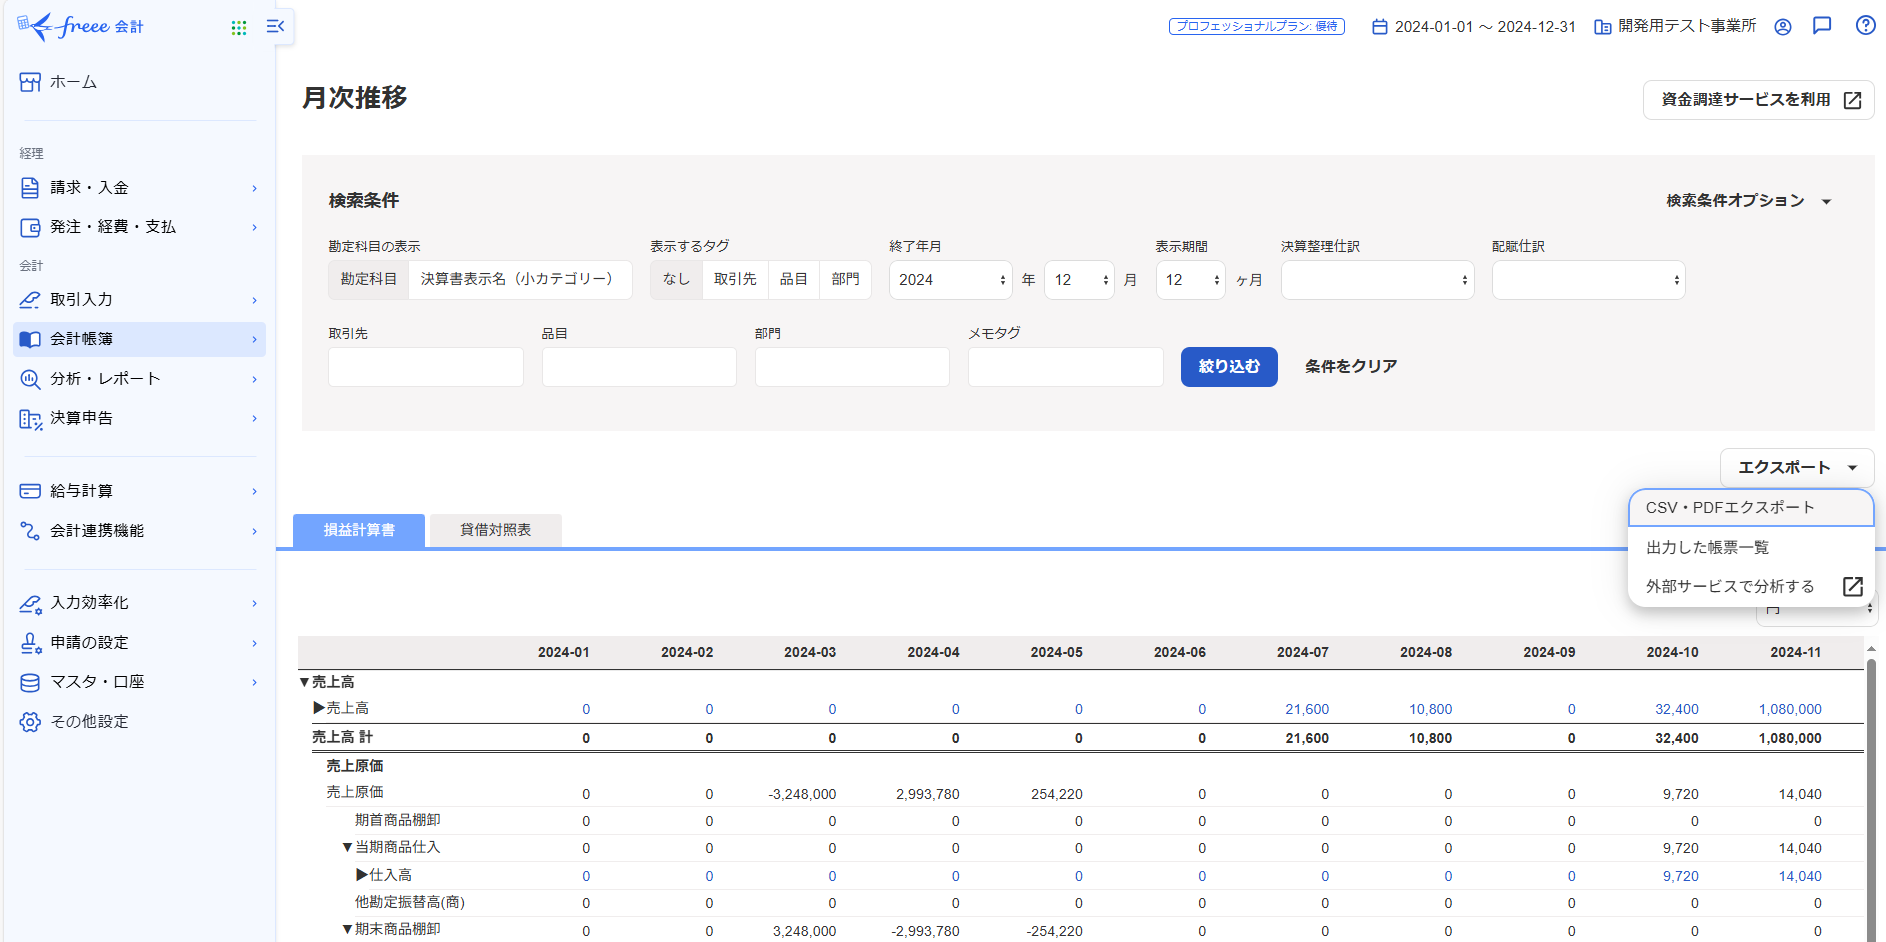 freee 会計
プロフェッショナルプラン: 優待
2024-01-01 ～ 2024-12-31
開発用テスト事業所
ホーム
経理
請求・入金
発注・経費・支払
会計
取引入力
会計帳簿
分析・レポート
決算申告
給与計算
会計連携機能
入力効率化
申請の設定
マスタ・口座
その他設定
月次推移
資金調達サービスを利用
検索条件
検索条件オプション
勘定科目の表示 表示するタグ 終了年月 表示期間 決算整理仕訳 配賦仕訳
勘定科目 決算書表示名（小カテゴリー） なし 取引先 品目 部門 2024 年 12 月 12 ヶ月
取引先 品目 部門 メモタグ
絞り込む 条件をクリア
エクスポート
CSV・PDFエクスポート
出力した帳票一覧
外部サービスで分析する
損益計算書 貸借対照表
円
2024-01 2024-02 2024-03 2024-04 2024-05 2024-06 2024-07 2024-08 2024-09 2024-10 2024-11
▼売上高
▶売上高 0 0 0 0 0 0 21,600 10,800 0 32,400 1,080,000
売上高 計 0 0 0 0 0 0 21,600 10,800 0 32,400 1,080,000
売上原価
売上原価 0 0 -3,248,000 2,993,780 254,220 0 0 0 0 9,720 14,040
期首商品棚卸 0 0 0 0 0 0 0 0 0 0 0
▼当期商品仕入 0 0 0 0 0 0 0 0 0 9,720 14,040
▶仕入高 0 0 0 0 0 0 0 0 0 9,720 14,040
他勘定振替高(商) 0 0 0 0 0 0 0 0 0 0 0
▼期末商品棚卸 0 0 3,248,000 -2,993,780 -254,220 0 0 0 0 0 0